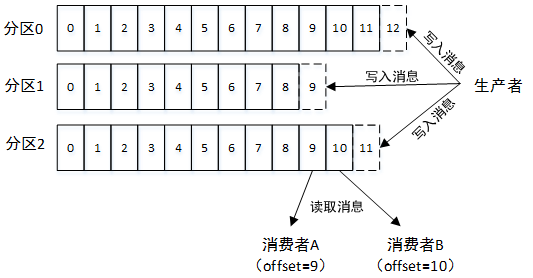 分区0 0 1 2 3 4 5 6 7 8 9 10 11 12
写入消息
分区1 0 1 2 3 4 5 6 7 8 9 写入消息 生产者
写入消息
分区2 0 1 2 3 4 5 6 7 8 9 10 11
读取消息
消费者A 消费者B
（offset=9） （offset=10）